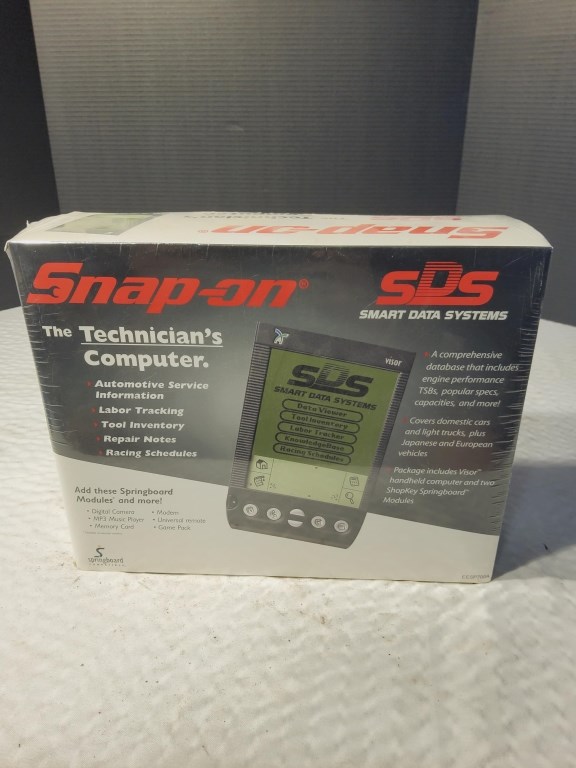 Snap-on®
Snap-on®
SDS
SMART DATA SYSTEMS
The Technician's
Computer.
Automotive Service
Information
Labor Tracking
Tool Inventory
Repair Notes
Racing Schedules
Add these Springboard
Modules* and more!
• Digital Camera
• MP3 Music Player
• Memory Card
• Modem
• Universal remote
• Game Pack
springboard
VISOR
SDS
SMART DATA SYSTEMS
Data Viewer
Tool Inventory
Labor Tracker
KnowledgeBase
Racing Schedules
A comprehensive
database that includes
engine performance
TSBs, popular specs,
capacities, and more!
Covers domestic cars
and light trucks, plus
Japanese and European
vehicles
Package includes Visor™
handheld computer and two
ShopKey Springboard™
Modules